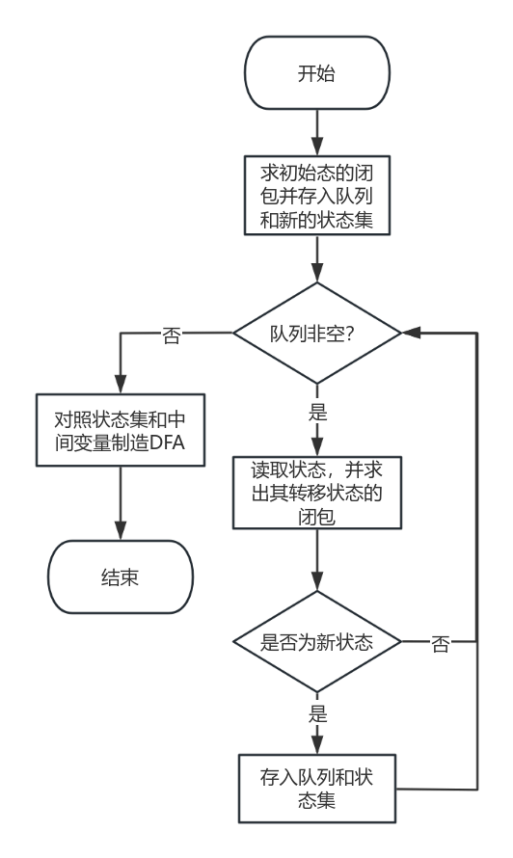 开始
求初始态的闭
包并存入队列
和新的状态集
队列非空?
否
是
对照状态集和中
间变量制造DFA
读取状态，并求
出其转移状态的
闭包
结束
是否为新状态
否
是
存入队列和状
态集